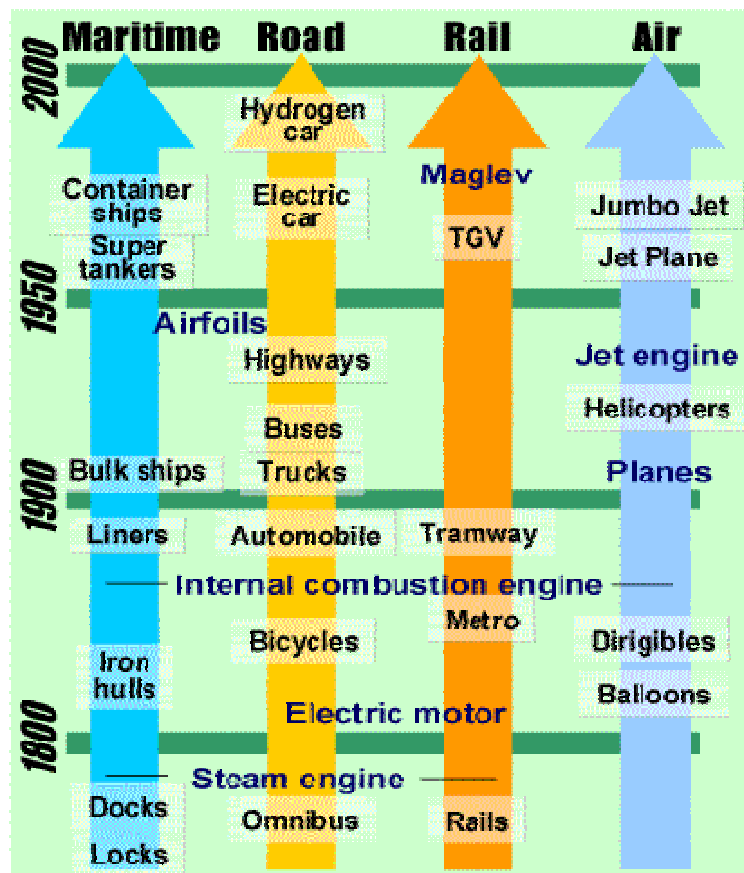 Maritime Road Rail Air
2000
Hydrogen
car
Maglev
Container
ships
Electric
car
Jumbo Jet
Super
tankers
TGV
Jet Plane
1950
Airfoils
Highways
Jet engine
Helicopters
Buses
Bulk ships
Trucks
Planes
1900
Liners
Automobile
Tramway
Internal combustion engine
Metro
Bicycles
Dirigibles
Iron
hulls
Balloons
Electric motor
1800
Steam engine
Docks
Omnibus
Rails
Locks